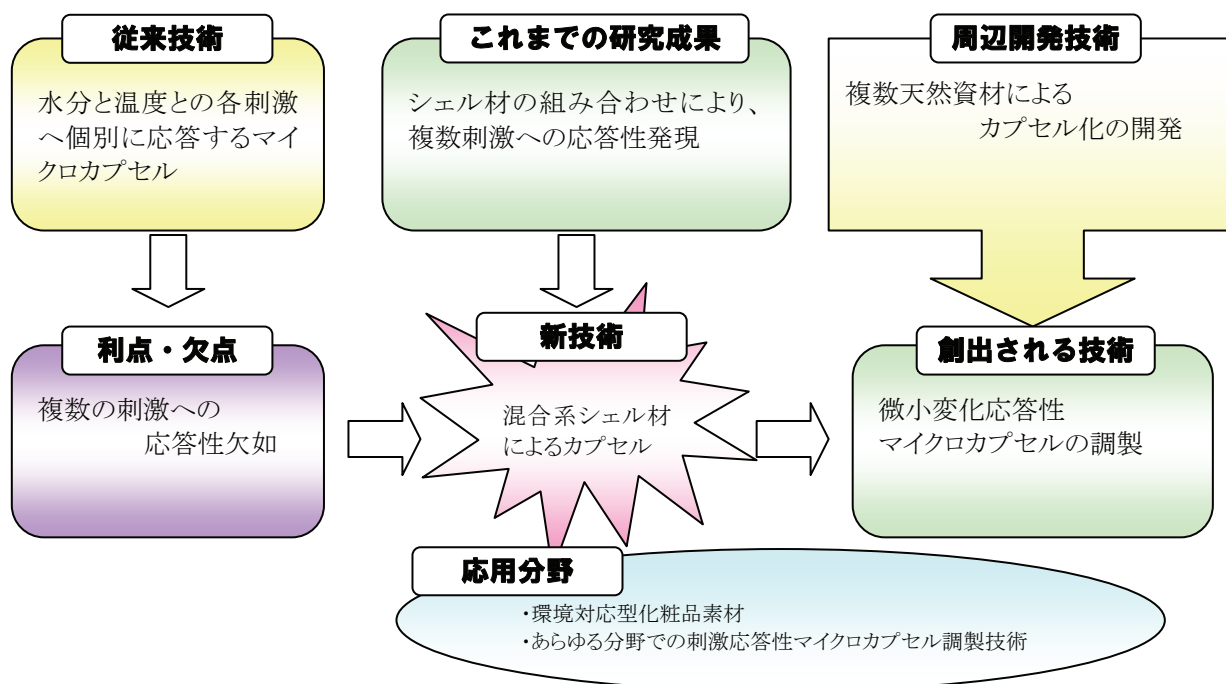 従来技術
水分と温度との各刺激
へ個別に応答するマイ
クロカプセル
これまでの研究成果
シェル材の組み合わせにより、
複数刺激への応答性発現
周辺開発技術
複数天然資材による
カプセル化の開発
利点・欠点
複数の刺激への
応答性欠如
新技術
混合系シェル材
によるカプセル
創出される技術
微小変化応答性
マイクロカプセルの調製
応用分野
・環境対応型化粧品素材
・あらゆる分野での刺激応答性マイクロカプセル調製技術